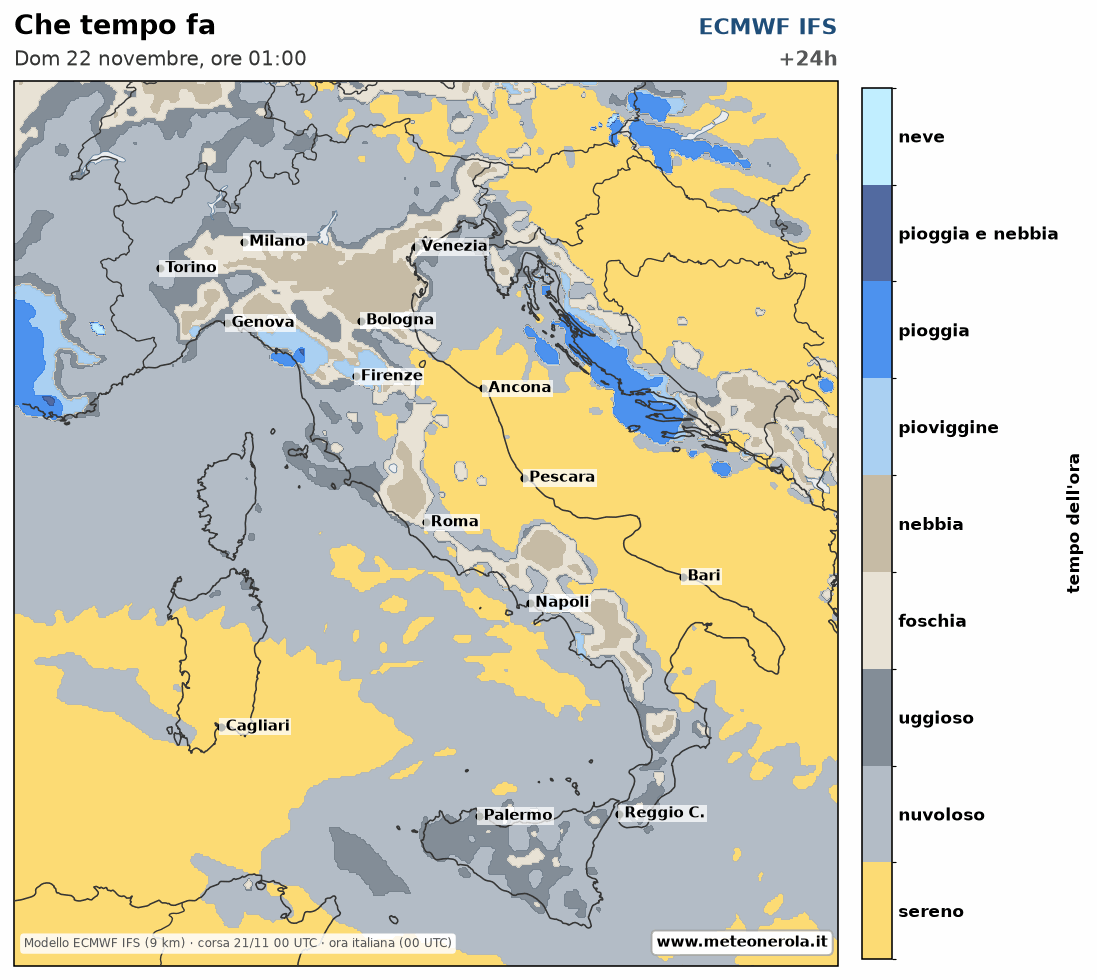 Che tempo fa
ECMWF IFS
Dom 22 novembre, ore 01:00
+24h
neve
pioggia e nebbia
pioggia
pioviggine
nebbia
foschia
uggioso
nuvoloso
sereno
tempo dell'ora
Milano
Venezia
Torino
Genova
Bologna
Firenze
Ancona
Pescara
Roma
Bari
Napoli
Cagliari
Palermo
Reggio C.
Modello ECMWF IFS (9 km) · corsa 21/11 00 UTC · ora italiana (00 UTC)
www.meteonerola.it